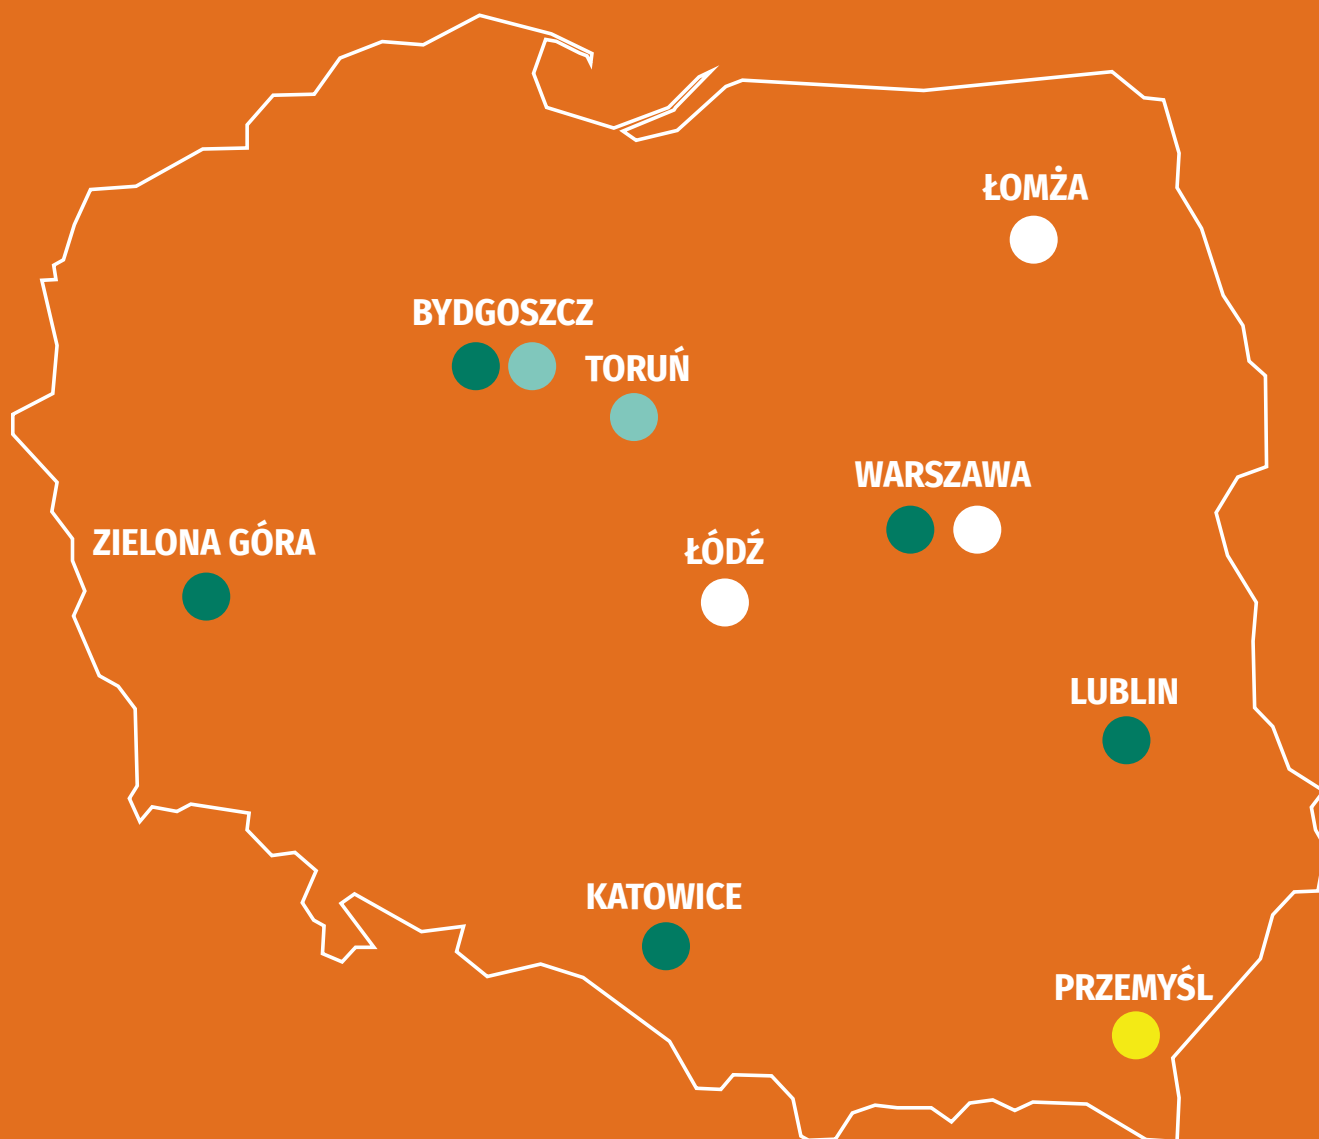 ŁOMŻA
BYDGOSZCZ
TORUŃ
WARSZAWA
ZIELONA GÓRA
ŁÓDŹ
LUBLIN
KATOWICE
PRZEMYŚL